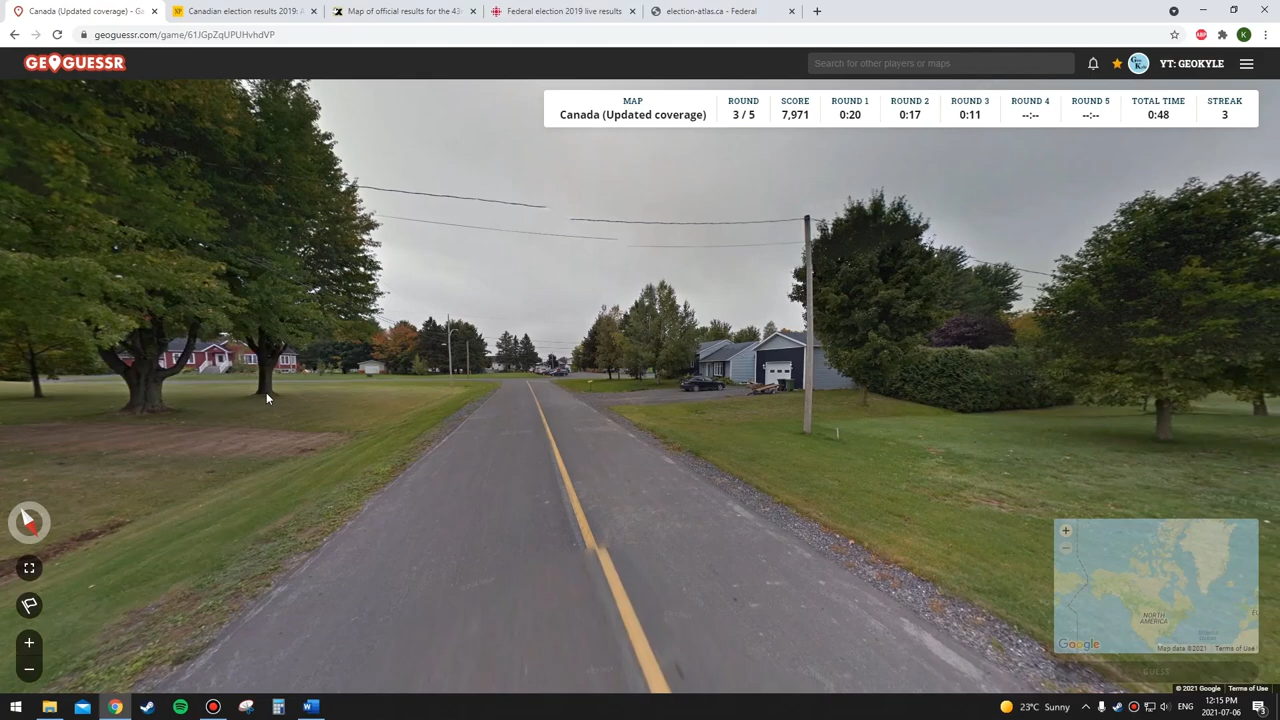 Canada (Updated coverage) - Ge
Canadian election results 2019: A
Map of official results for the 43r
Federal election 2019 live results
election-atlas.ca - Federal
geoguessr.com/game/61JGpZqUPUHvhdVP
ABP
K
GEOGUESSR
Search for other players or maps
YT: GEOKYLE
MAP ROUND SCORE ROUND 1 ROUND 2 ROUND 3 ROUND 4 ROUND 5 TOTAL TIME STREAK
Canada (Updated coverage) 3 / 5 7,971 0:20 0:17 0:11 --:-- --:-- 0:48 3
NORTH
AMERICA
Google
Map data ©2021 Terms of Use
GUESS
© 2021 Google Terms of Use
23°C Sunny
ENG
12:15 PM
2021-07-06